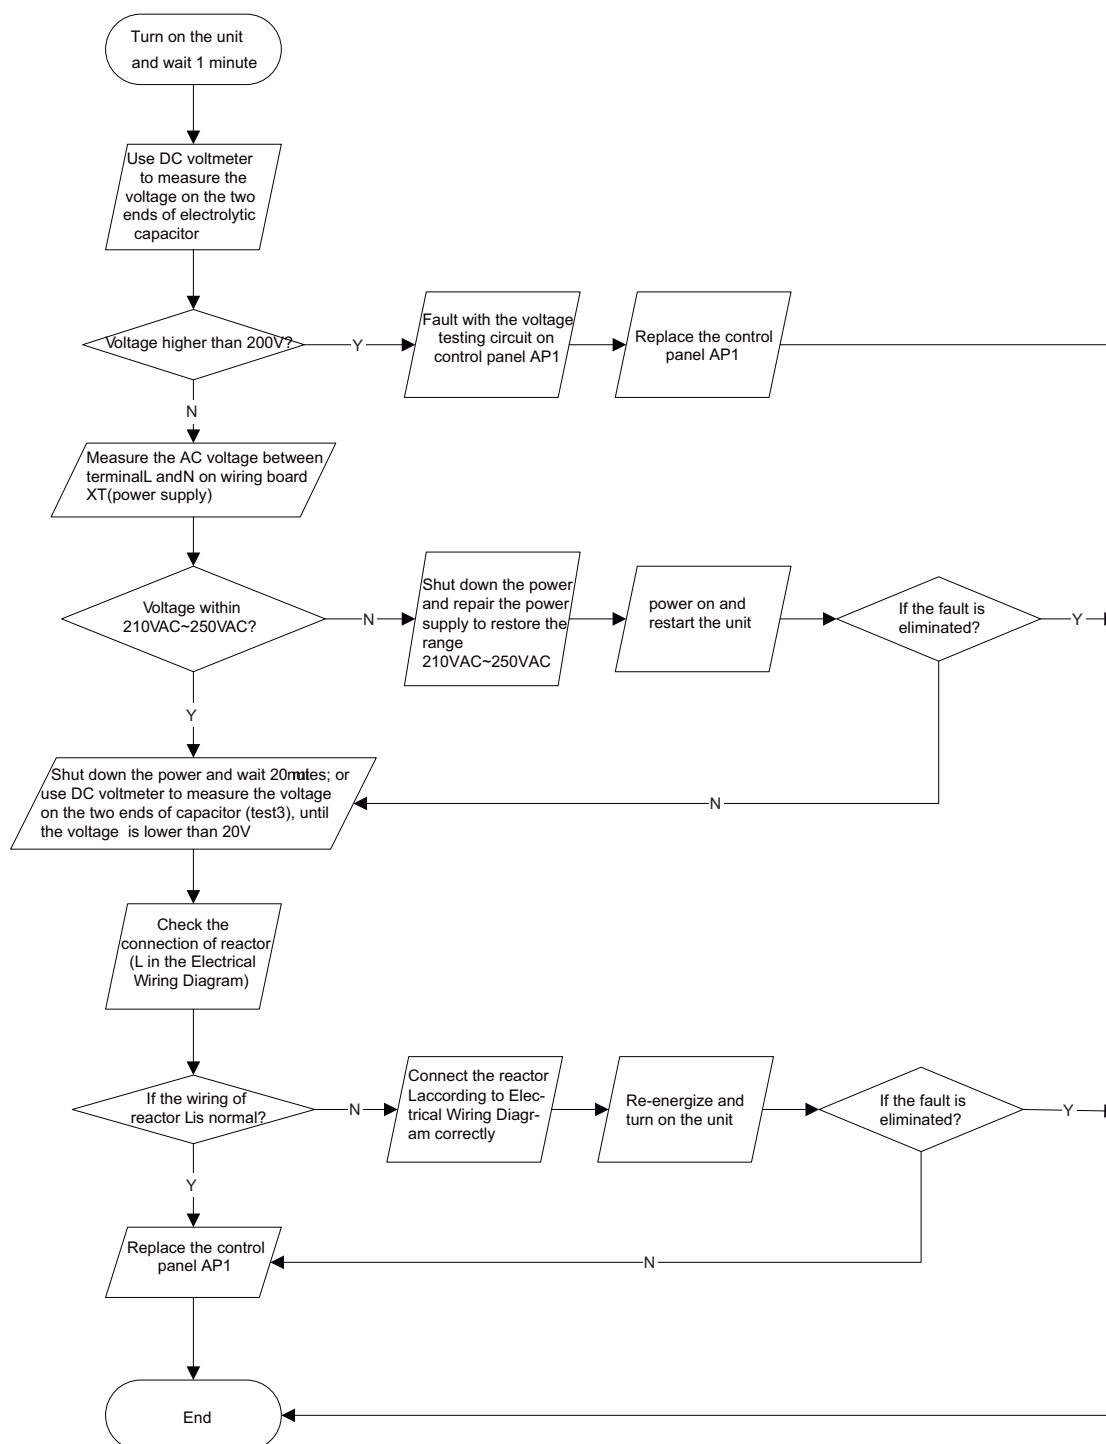 Turn on the unit
and wait 1 minute
Use DC voltmeter
to measure the
voltage on the two
ends of electrolytic
capacitor
Voltage higher than 200V?
Y
Fault with the voltage
testing circuit on
control panel AP1
Replace the control
panel AP1
N
Measure the AC voltage between
terminalL andN on wiring board
XT(power supply)
Voltage within
210VAC~250VAC?
N
Shut down the power
and repair the power
supply to restore the
range
210VAC~250VAC
power on and
restart the unit
If the fault is
eliminated?
Y
Y
N
Shut down the power and wait 20 ; or
use DC voltmeter to measure the voltage
on the two ends of capacitor (test3), until
the voltage is lower than 20V
Check the
connection of reactor
(L in the Electrical
Wiring Diagram)
If the wiring of
reactor Lis normal?
N
Connect the reactor
Laccording to Elec-
trical Wiring Diagr-
am correctly
Re-energize and
turn on the unit
If the fault is
eliminated?
Y
Y
N
Replace the control
panel AP1
End